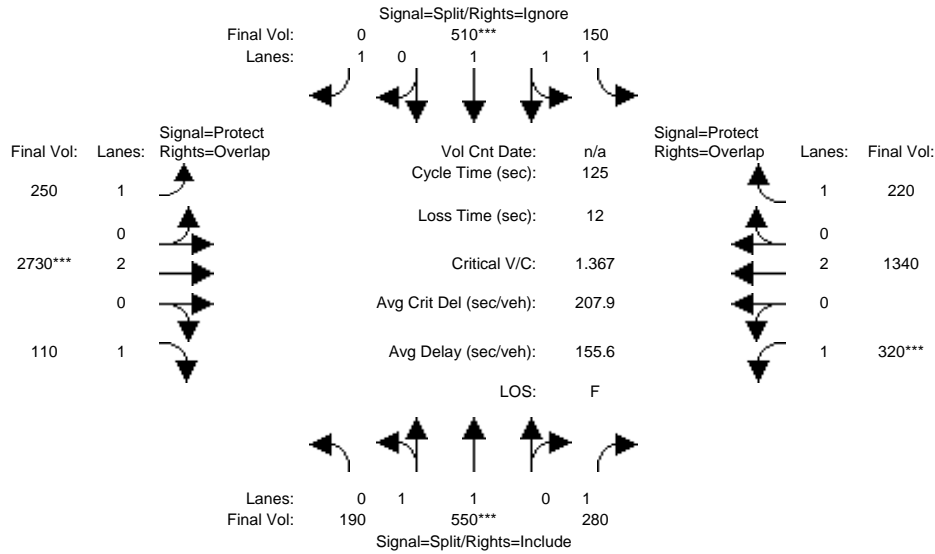 Signal=Split/Rights=Ignore
Final Vol: 0 510*** 150
Lanes: 1 0 1 1 1
Signal=Protect Signal=Protect
Final Vol: Lanes: Rights=Overlap Vol Cnt Date: n/a Rights=Overlap Lanes: Final Vol:
Cycle Time (sec): 125
250 1 1 220
Loss Time (sec): 12
0 0
2730*** 2 Critical V/C: 1.367 2 1340
0 Avg Crit Del (sec/veh): 207.9 0
110 1 Avg Delay (sec/veh): 155.6 1 320***
LOS: F
Lanes: 0 1 1 0 1
Final Vol: 190 550*** 280
Signal=Split/Rights=Include